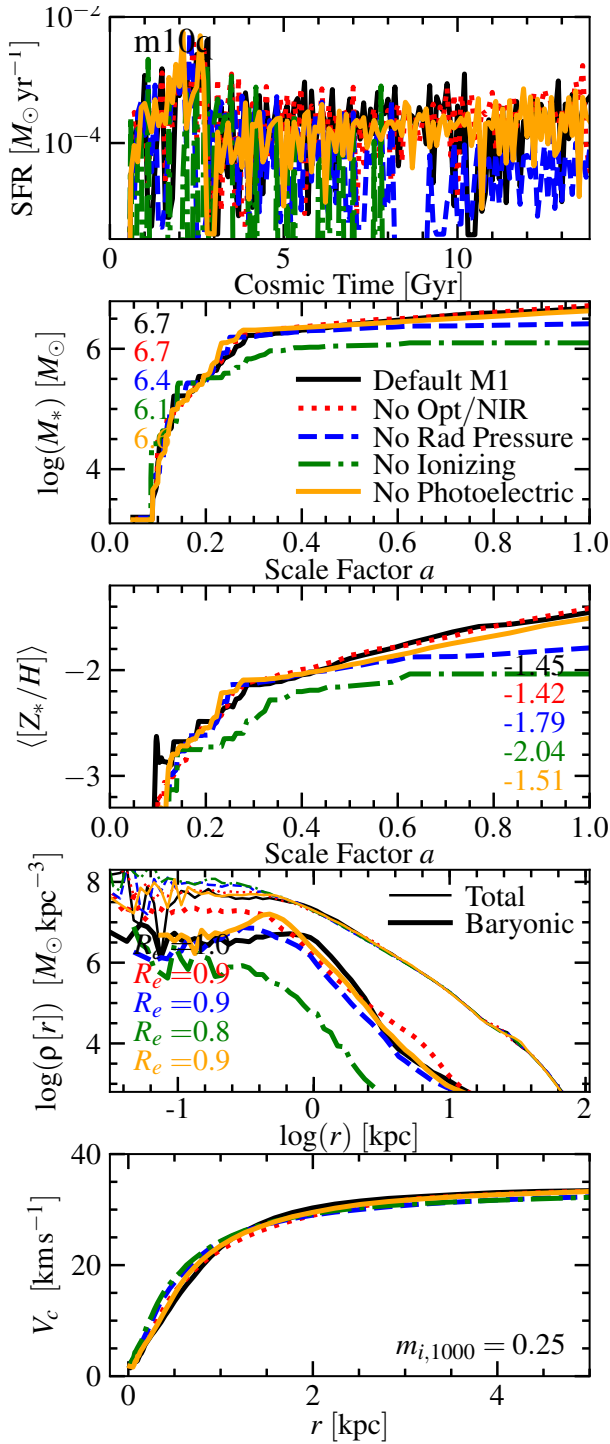 10−2
10−4
SFR [M⊙ yr−1]
m10q
0 5 10
Cosmic Time [Gyr]
6
4
log(M*) [M⊙]
6.7
6.7
6.4
6.1
Default M1
No Opt/NIR
No Rad Pressure
No Ionizing
No Photoelectric
0.0 0.2 0.4 0.6 0.8 1.0
Scale Factor a
−2
−3
⟨[Z*/H]⟩
-1.45
-1.42
-1.79
-2.04
-1.51
0.0 0.2 0.4 0.6 0.8 1.0
Scale Factor a
8
6
4
log(ρ[r]) [M⊙ kpc−3]
Total
Baryonic
Re =0.9
Re =0.9
Re =0.8
Re =0.9
-1 0 1 2
log(r) [kpc]
40
20
0
Vc [kms−1]
mi,1000 = 0.25
0 2 4
r [kpc]